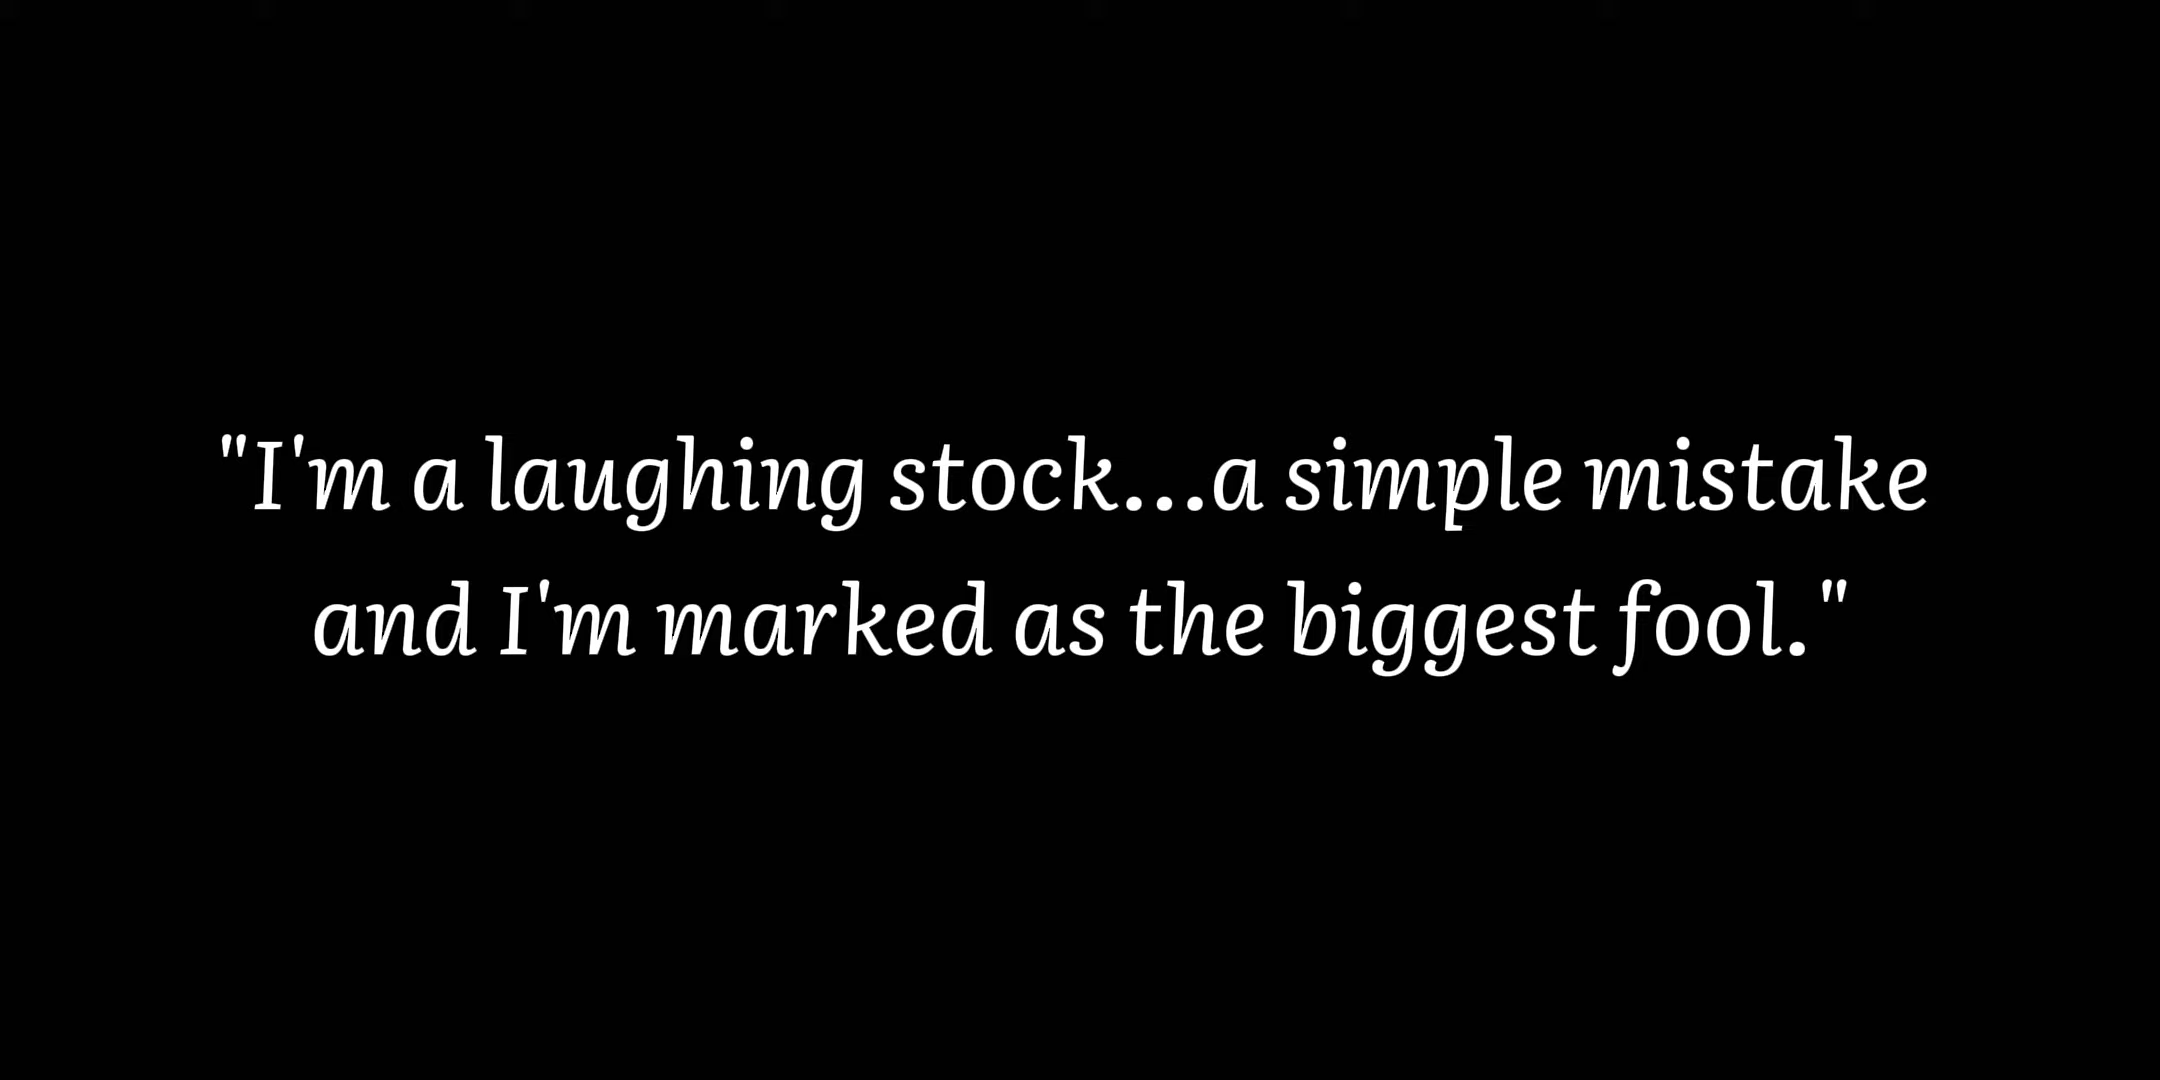 "I'm a laughing stock...a simple mistake
and I'm marked as the biggest fool."